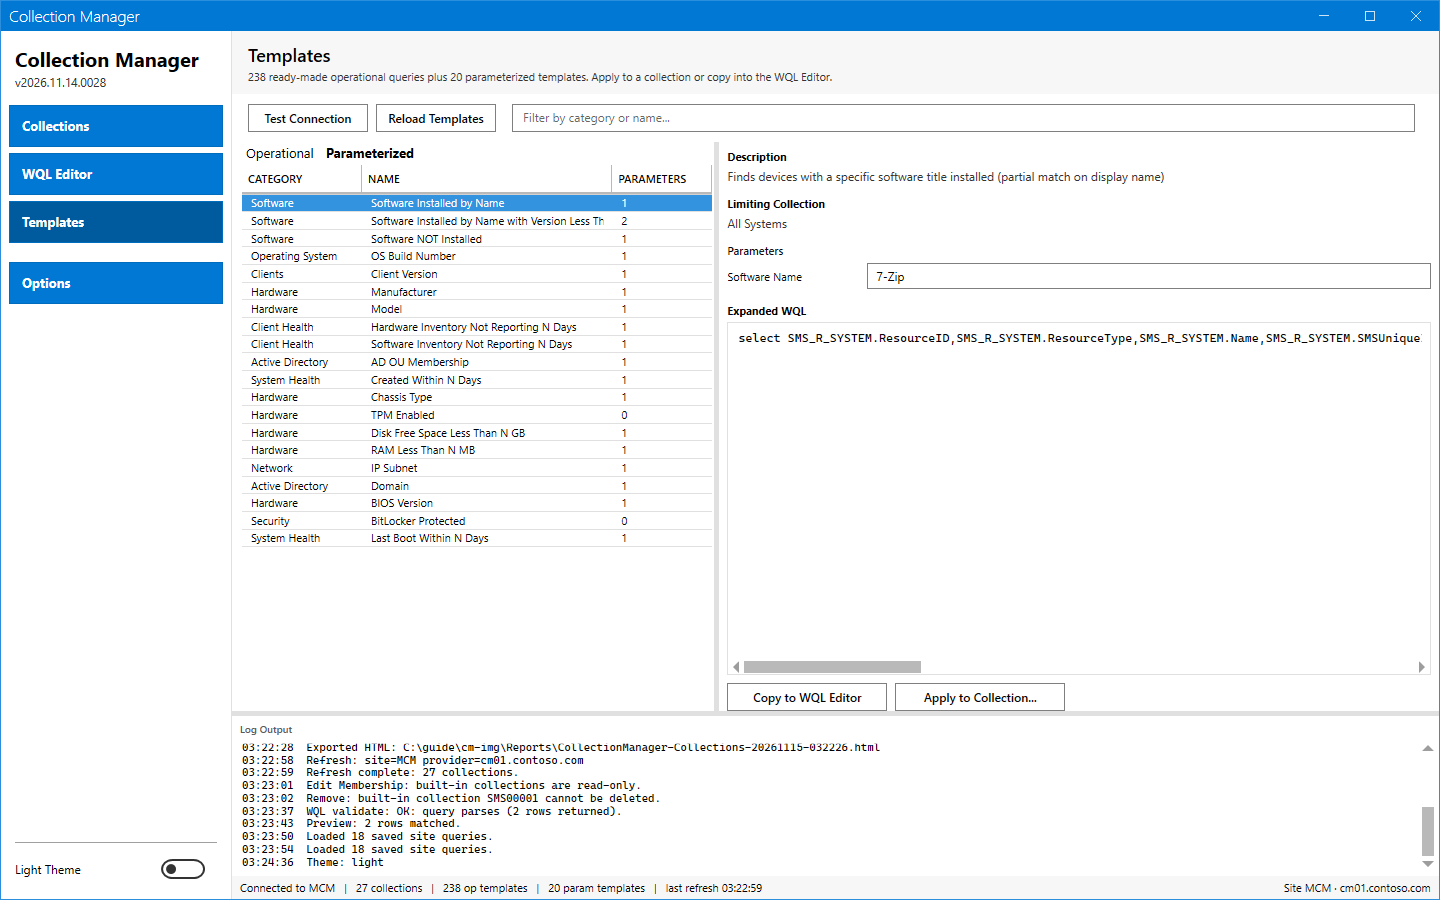 Collection Manager
Collection Manager
v2026.11.14.0028
Collections
WQL Editor
Templates
Options
Light Theme
Templates
238 ready-made operational queries plus 20 parameterized templates. Apply to a collection or copy into the WQL Editor.
Test Connection
Reload Templates
Filter by category or name...
Operational Parameterized
CATEGORY NAME PARAMETERS
Software Software Installed by Name 1
Software Software Installed by Name with Version Less Th 2
Software Software NOT Installed 1
Operating System OS Build Number 1
Clients Client Version 1
Hardware Manufacturer 1
Hardware Model 1
Client Health Hardware Inventory Not Reporting N Days 1
Client Health Software Inventory Not Reporting N Days 1
Active Directory AD OU Membership 1
System Health Created Within N Days 1
Hardware Chassis Type 1
Hardware TPM Enabled 0
Hardware Disk Free Space Less Than N GB 1
Hardware RAM Less Than N MB 1
Network IP Subnet 1
Active Directory Domain 1
Hardware BIOS Version 1
Security BitLocker Protected 0
System Health Last Boot Within N Days 1
Description
Finds devices with a specific software title installed (partial match on display name)
Limiting Collection
All Systems
Parameters
Software Name 7-Zip
Expanded WQL
select SMS_R_SYSTEM.ResourceID,SMS_R_SYSTEM.ResourceType,SMS_R_SYSTEM.Name,SMS_R_SYSTEM.SMSUnique
Copy to WQL Editor
Apply to Collection...
Log Output
03:22:28 Exported HTML: C:\guide\cm-img\Reports\CollectionManager-Collections-20261115-032226.html
03:22:58 Refresh: site=MCM provider=cm01.contoso.com
03:22:59 Refresh complete: 27 collections.
03:23:01 Edit Membership: built-in collections are read-only.
03:23:02 Remove: built-in collection SMS00001 cannot be deleted.
03:23:37 WQL validate: OK: query parses (2 rows returned).
03:23:43 Preview: 2 rows matched.
03:23:50 Loaded 18 saved site queries.
03:23:54 Loaded 18 saved site queries.
03:24:36 Theme: light
Connected to MCM | 27 collections | 238 op templates | 20 param templates | last refresh 03:22:59
Site MCM · cm01.contoso.com